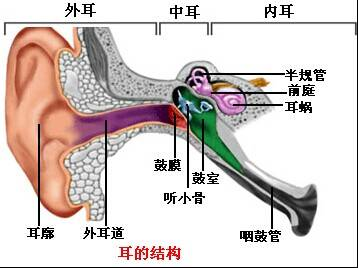 外耳 中耳 内耳
半规管
前庭
耳蜗
鼓膜 鼓室
听小骨
耳廓 外耳道 咽鼓管
耳的结构